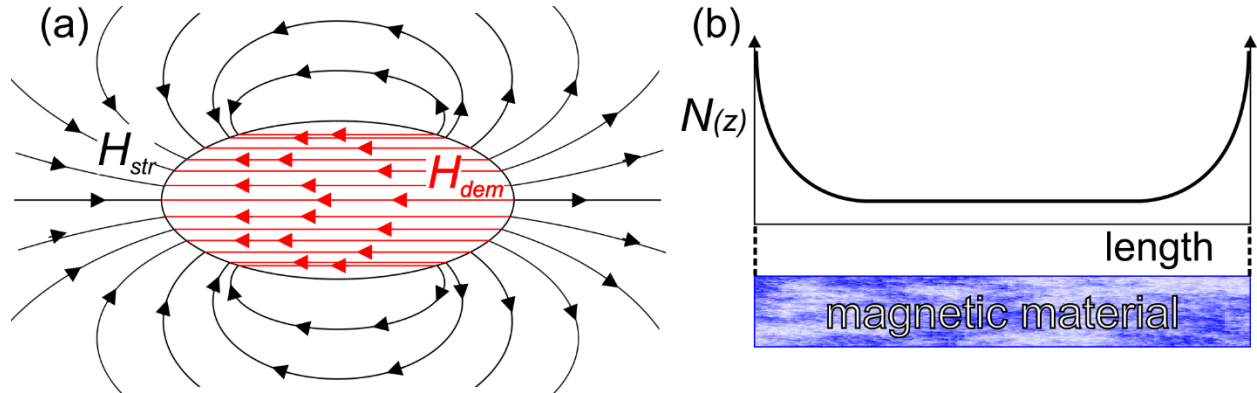 (a)
H_str
H_dem
(b)
N(z)
length
magnetic material